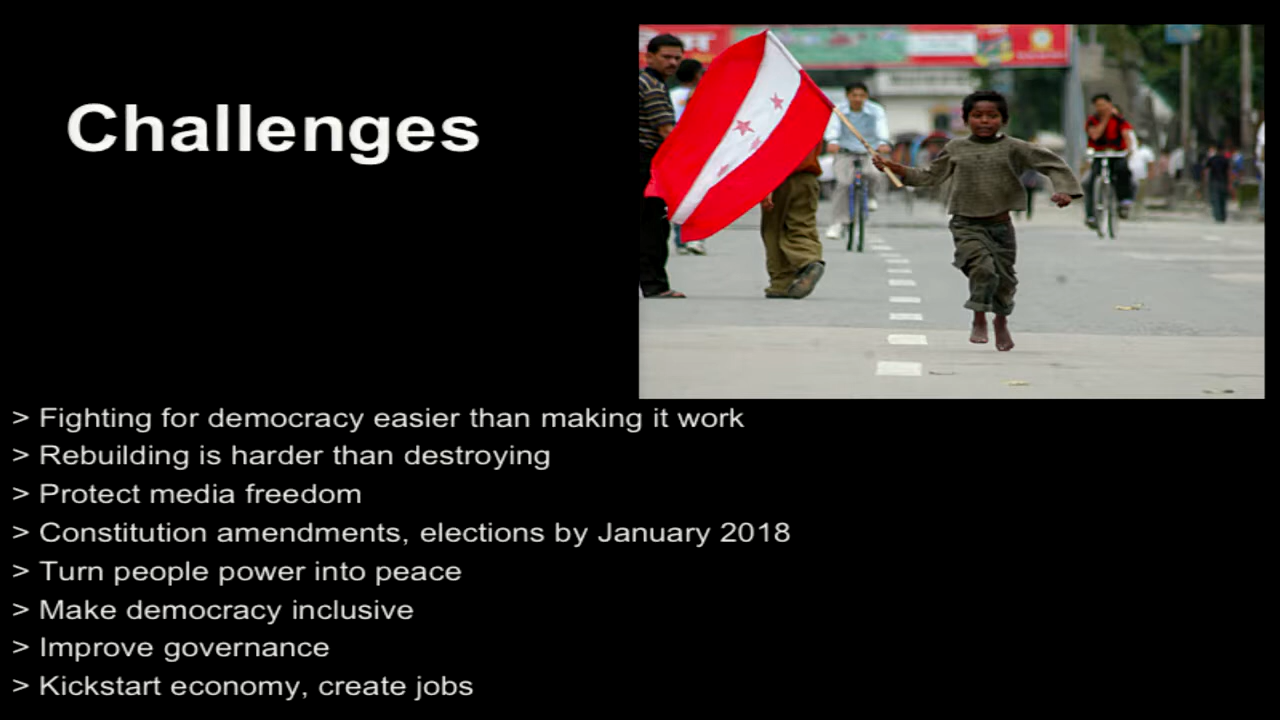 Challenges
> Fighting for democracy easier than making it work
> Rebuilding is harder than destroying
> Protect media freedom
> Constitution amendments, elections by January 2018
> Turn people power into peace
> Make democracy inclusive
> Improve governance
> Kickstart economy, create jobs